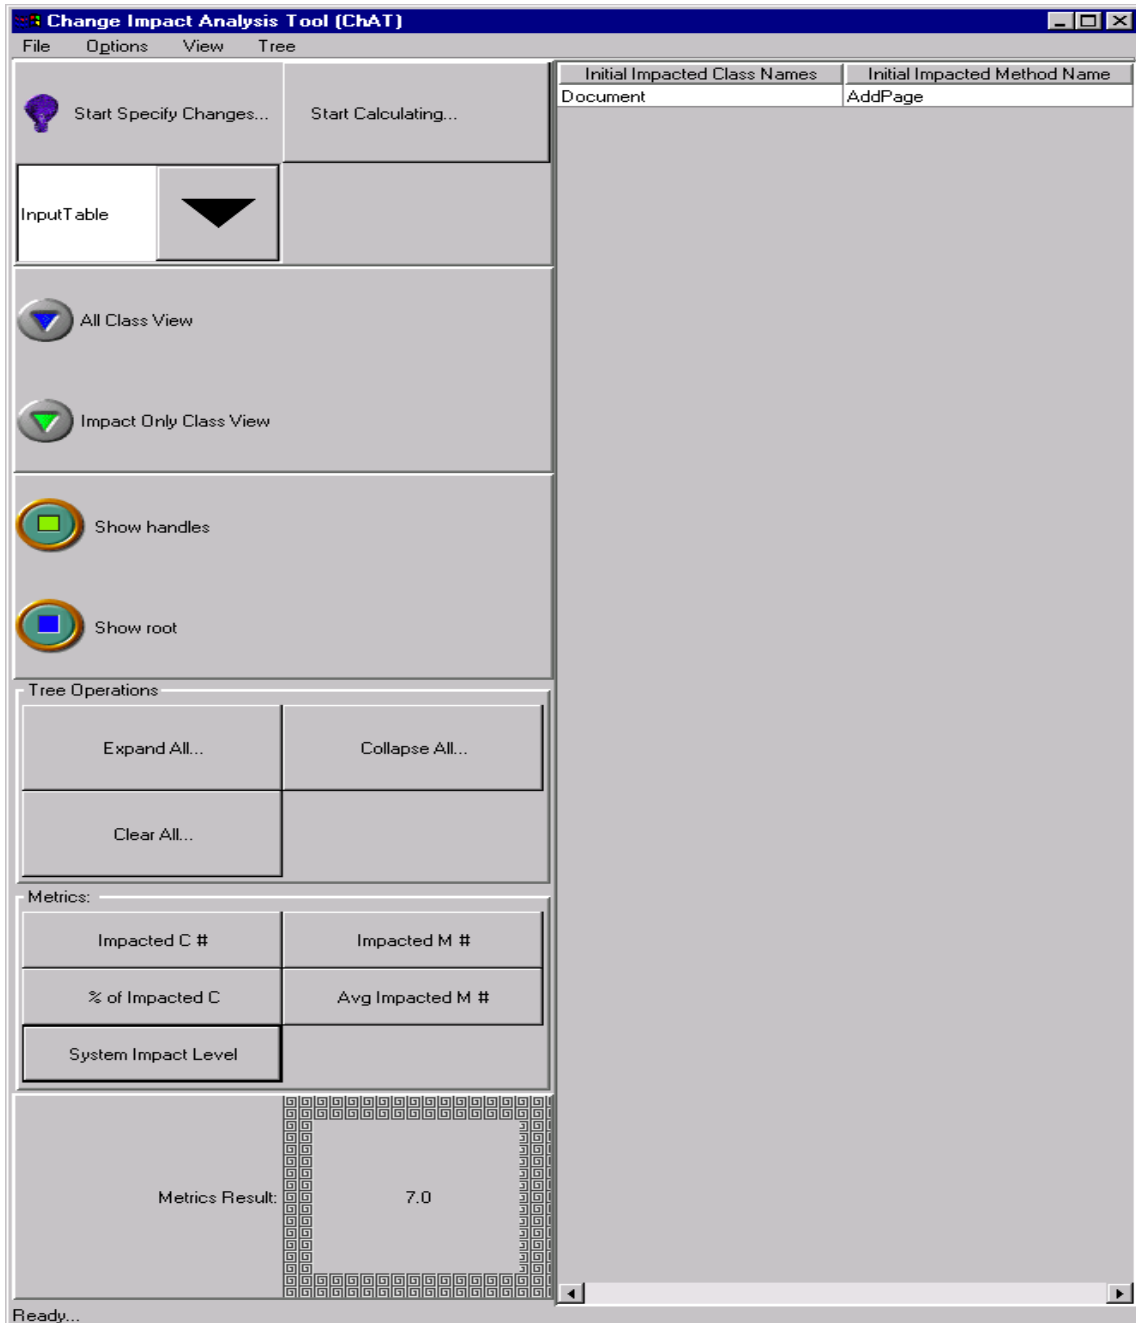 Change Impact Analysis Tool (ChAT)
File Options View Tree
Initial Impacted Class Names Initial Impacted Method Name
Document AddPage
Start Specify Changes... Start Calculating...
InputTable
All Class View
Impact Only Class View
Show handles
Show root
Tree Operations
Expand All... Collapse All...
Clear All...
Metrics:
Impacted C # Impacted M #
% of Impacted C Avg Impacted M #
System Impact Level
Metrics Result: 7.0
Ready...